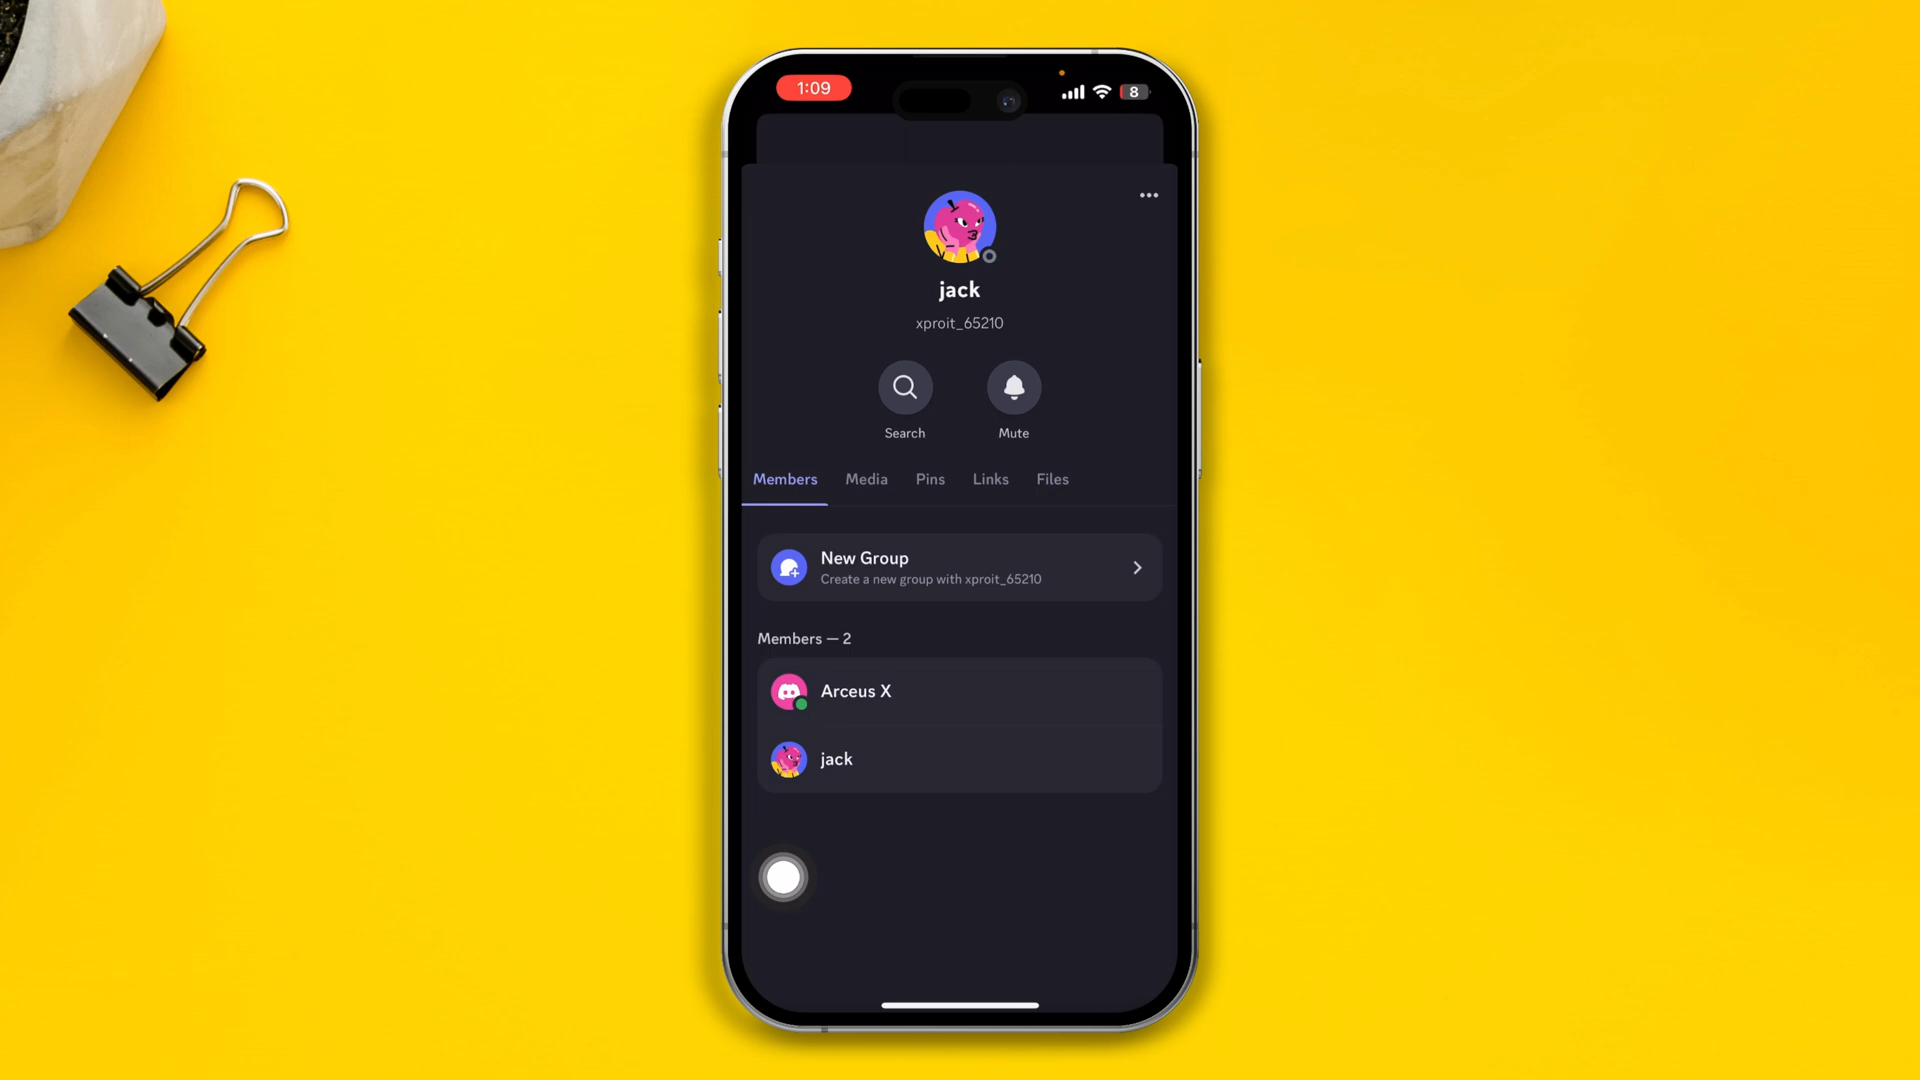 1:09
8
jack
xproit_65210
Search
Mute
Members
Media
Pins
Links
Files
New Group
Create a new group with xproit_65210
Members — 2
Arceus X
jack